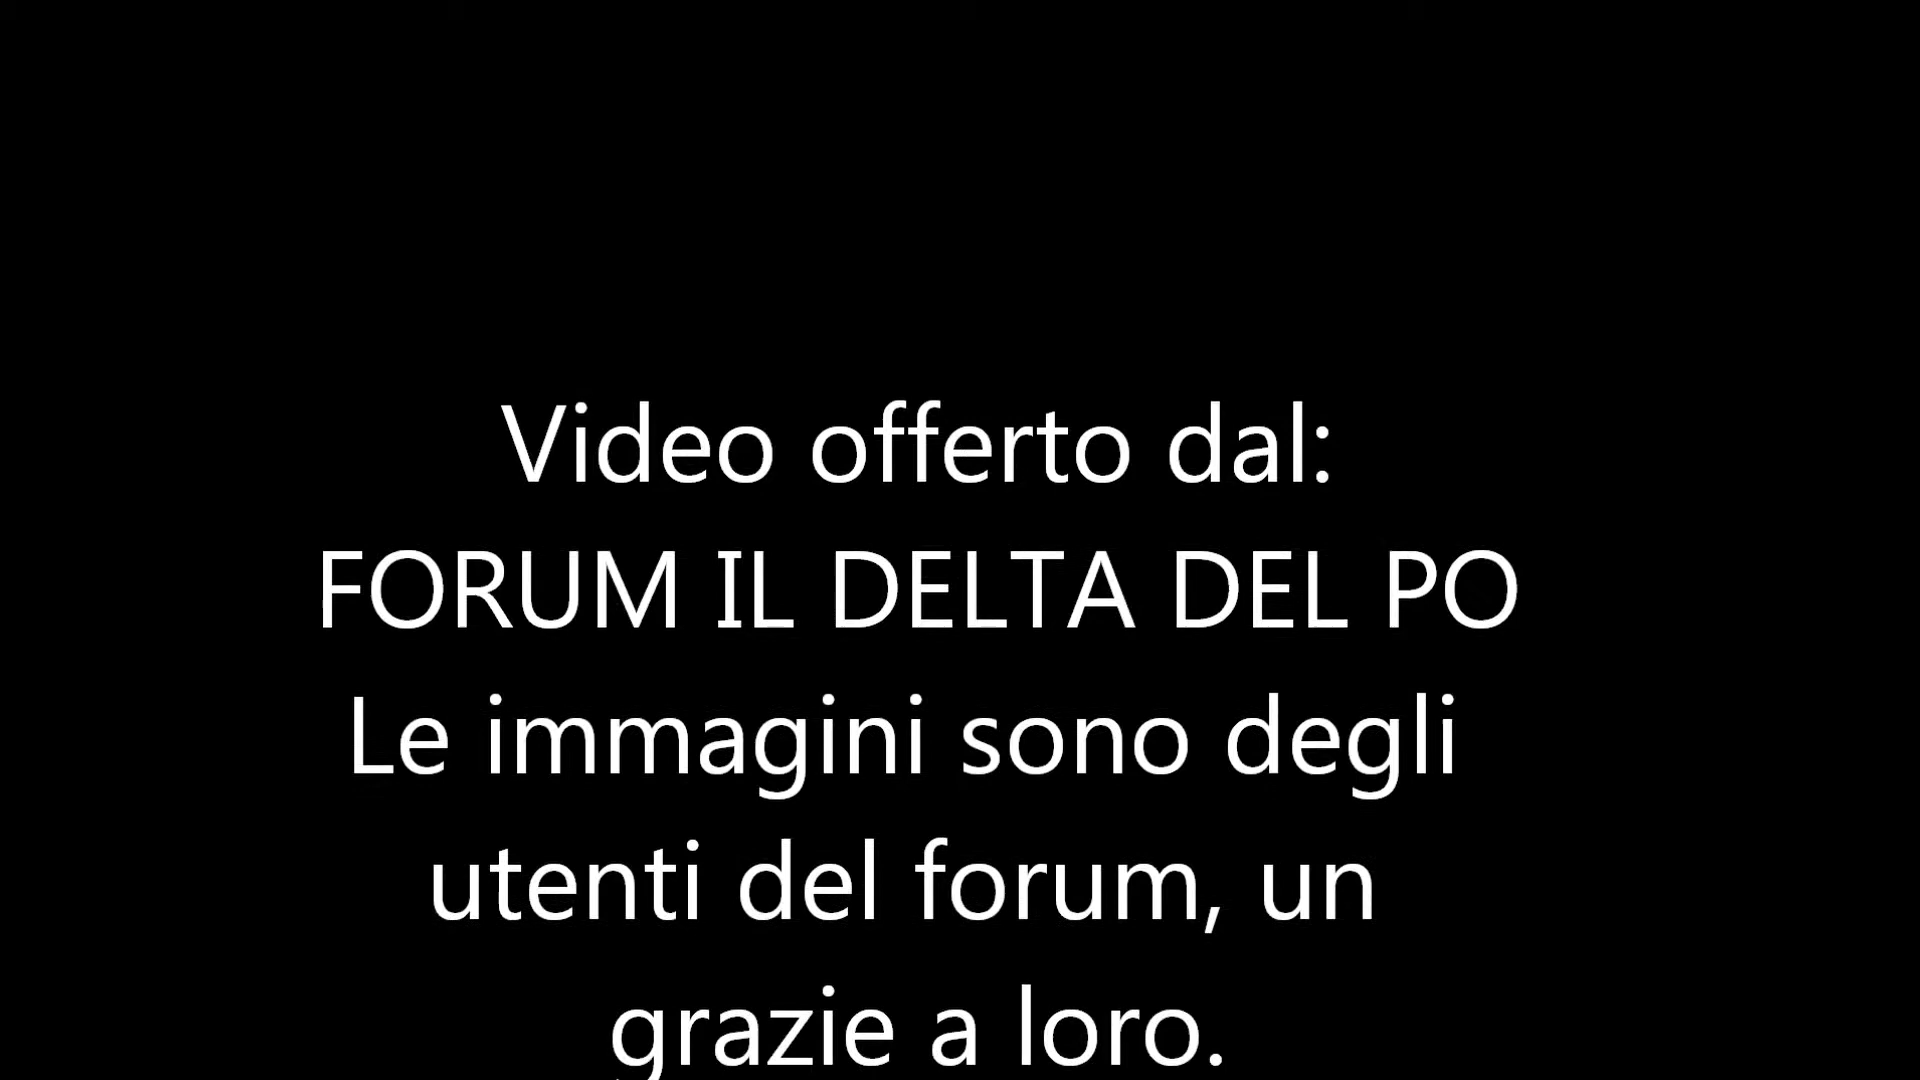 Video offerto dal:
FORUM IL DELTA DEL PO
Le immagini sono degli
utenti del forum, un
grazie a loro.